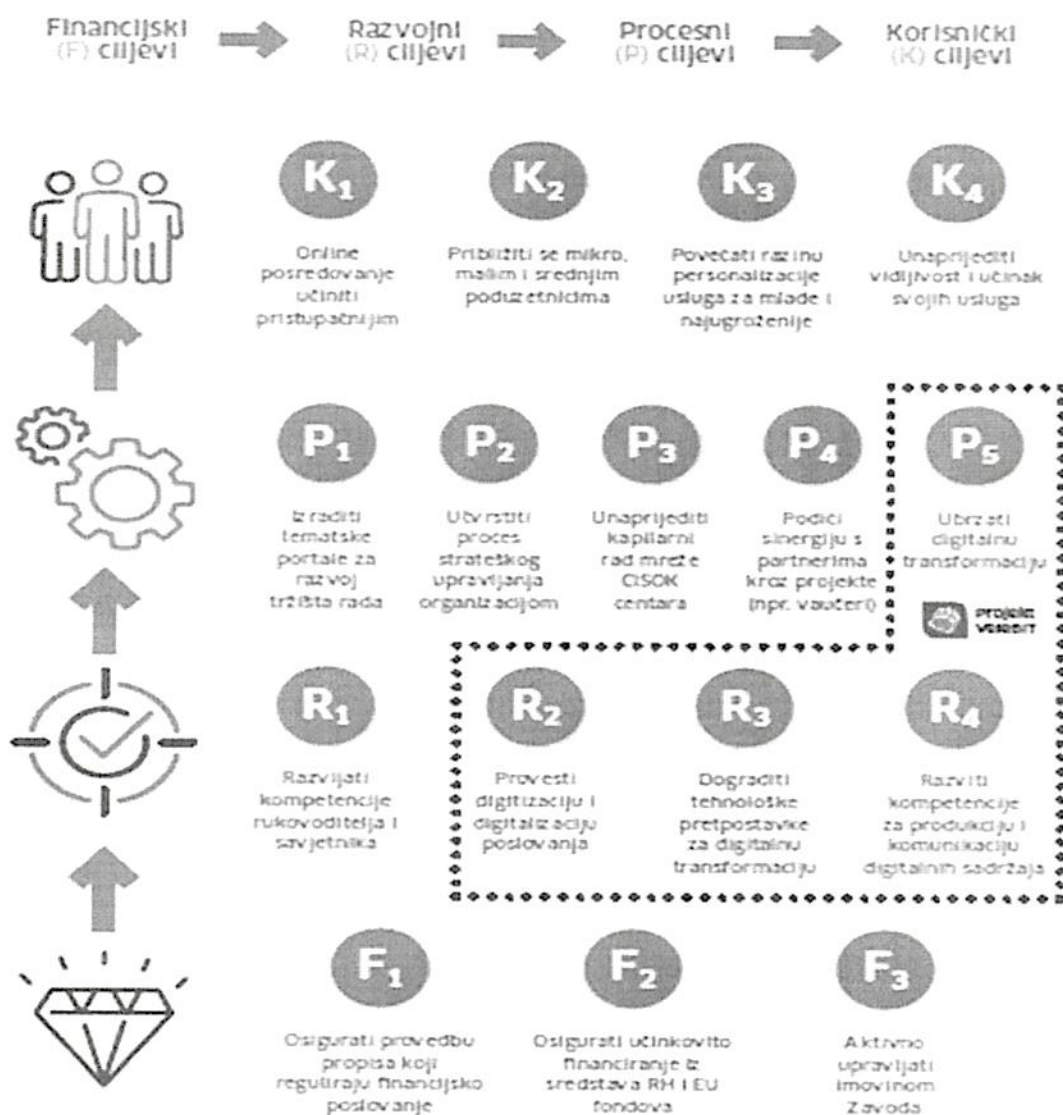 Financijski
(F) ciljevi
Razvojni
(R) ciljevi
Procesni
(P) ciljevi
Korisnički
(K) ciljevi
K1
Online
posredovanje
učiniti
pristupačnijim
K2
Približiti se mikro,
malim i srednjim
poduzetnicima
K3
Povećati razinu
personalizacije
usluga za mlade i
najugroženije
K4
Unaprijediti
vidljivost i učinak
svojih usluga
P1
Izraditi
tematske
portale za
razvoj
tržišta rada
P2
Učvrstiti
proces
strateškog
upravljanja
organizacijom
P3
Unaprijediti
kapilarni
rad mreže
CISOK
centara
P4
Podići
sinergiju s
partnerima
kroz projekte
(npr. vaučeri)
P5
Ubrzati
digitalnu
transformaciju
projekt
VELEBIT
R1
Razvijati
kompetencije
rukovoditelja i
savjetnika
R2
Provesti
digitizaciju i
digitalizaciju
poslovanja
R3
Dograditi
tehnološke
pretpostavke
za digitalnu
transformaciju
R4
Razviti
kompetencije
za produkciju i
komunikaciju
digitalnih sadržaja
F1
Osigurati provedbu
propisa koji
reguliraju financijsko
poslovanje
F2
Osigurati učinkovito
financiranje iz
sredstava RH i EU
fondova
F3
Aktivno
upravljati
imovinom
Zavoda